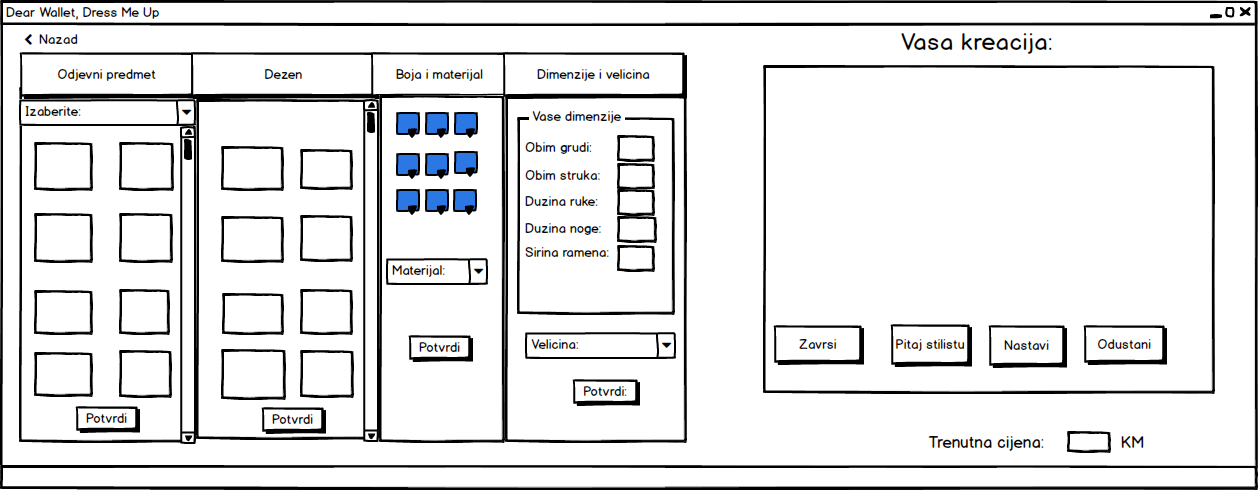 Dear Wallet, Dress Me Up
Nazad
Vasa kreacija:
Odjevni predmet
Dezen
Boja i materijal
Dimenzije i velicina
Izaberite:
Vase dimenzije
Obim grudi:
Obim struka:
Duzina ruke:
Duzina noge:
Sirina ramena:
Materijal:
Velicina:
Potvrdi
Potvrdi
Potvrdi
Potvrdi:
Zavrsi
Pitaj stilistu
Nastavi
Odustani
Trenutna cijena:
KM